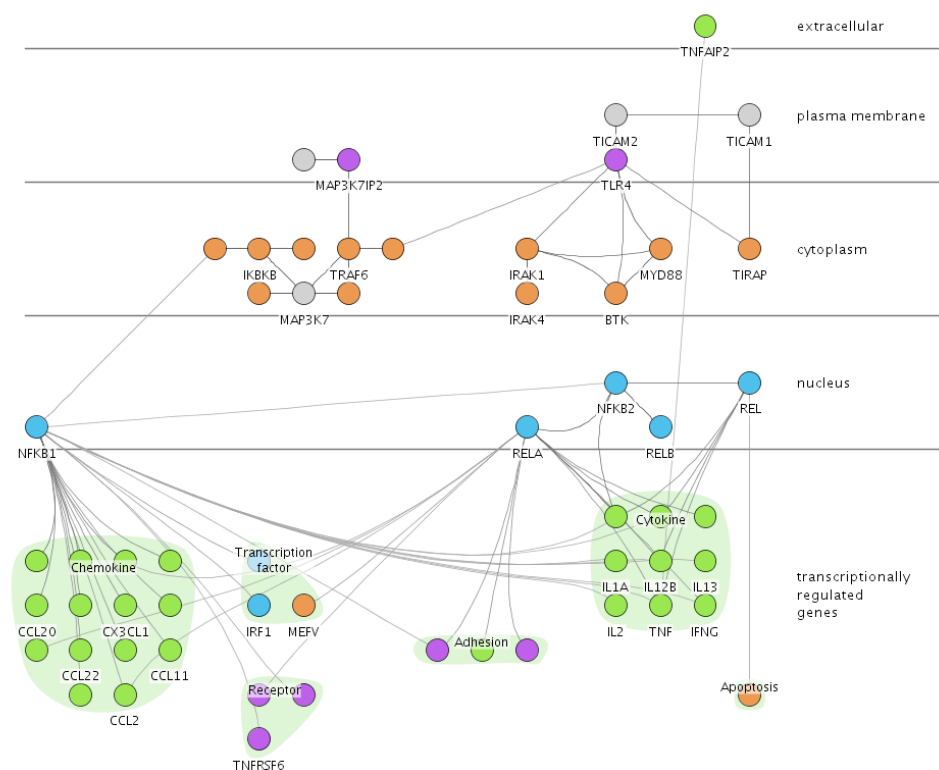 extracellular
TNFAIP2
plasma membrane
TICAM2
TICAM1
MAP3K7IP2
TLR4
cytoplasm
IKBKB
TRAF6
IRAK1
MYD88
TIRAP
MAP3K7
IRAK4
BTK
nucleus
NFKB2
REL
NFKB1
RELA
RELB
Cytokine
Transcription
factor
Chemokine
IL1A
IL12B
IL13
transcriptionally
regulated
genes
CCL20
CX3CL1
IRF1
MEFV
IL2
TNF
IFNG
Adhesion
CCL22
CCL11
Receptor
Apoptosis
CCL2
TNFRSF6